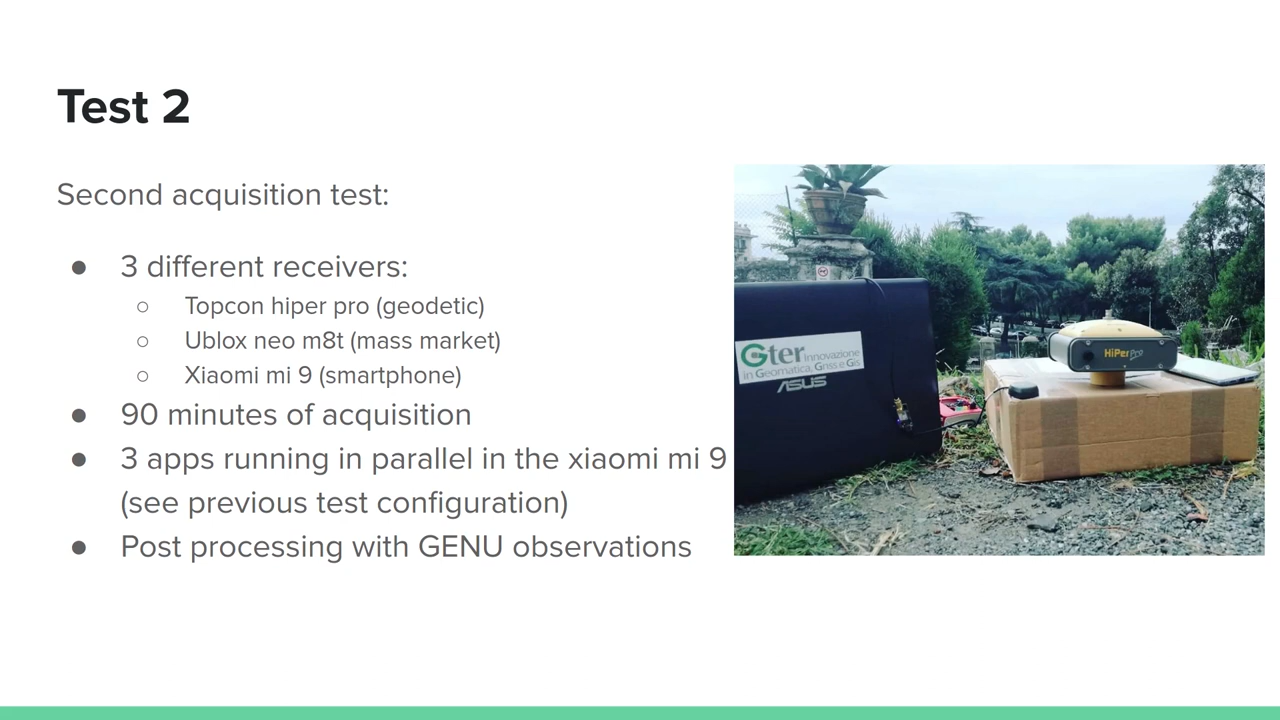 Test 2
Second acquisition test:
● 3 different receivers:
○ Topcon hiper pro (geodetic)
○ Ublox neo m8t (mass market)
○ Xiaomi mi 9 (smartphone)
● 90 minutes of acquisition
● 3 apps running in parallel in the xiaomi mi 9
(see previous test configuration)
● Post processing with GENU observations
Gter Innovazione
in Geomatica, Gnss e Gis
ASUS
HiPer Pro